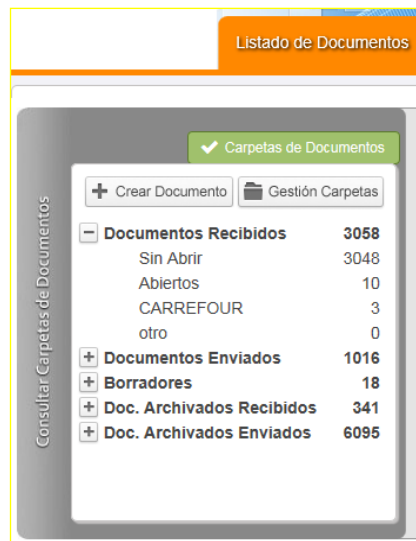 Listado de Documentos
Carpetas de Documentos
Consultar Carpetas de Documentos
Crear Documento Gestión Carpetas
Documentos Recibidos 3058
Sin Abrir 3048
Abiertos 10
CARREFOUR 3
otro 0
Documentos Enviados 1016
Borradores 18
Doc. Archivados Recibidos 341
Doc. Archivados Enviados 6095